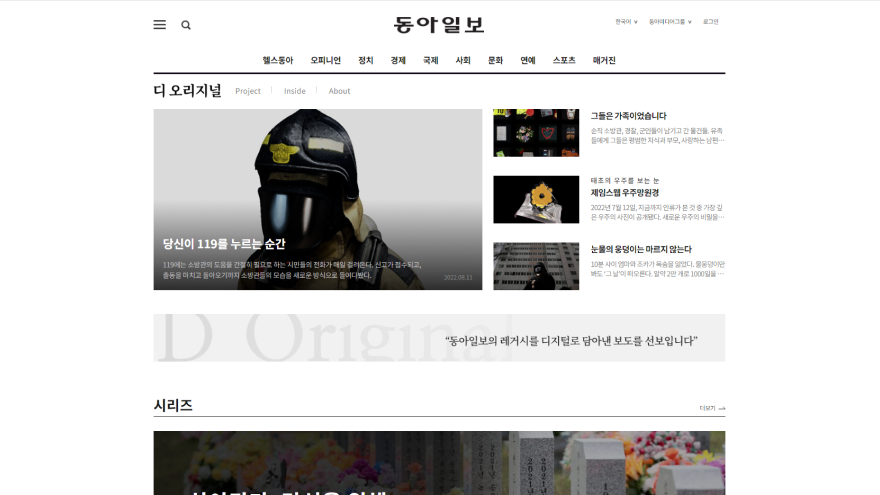 동아일보
한국어 ∨ 동아미디어그룹 ∨ 로그인
헬스동아 오피니언 정치 경제 국제 사회 문화 연예 스포츠 매거진
디 오리지널 Project Inside About
당신이 119를 누르는 순간
119에는 소방관의 도움을 간절히 필요로 하는 시민들의 전화가 매일 걸려온다. 신고가 접수되고,
출동을 마치고 돌아오기까지 소방관들의 모습을 새로운 방식으로 들여다봤다.
2022.09.21
그들은 가족이었습니다
순직 소방관, 경찰, 군인들이 남기고 간 물건들. 유족
들에게 그들은 평범한 자식과 부모, 사랑하는 남편…
태초의 우주를 보는 눈
제임스웹 우주망원경
2022년 7월 12일, 지금까지 인류가 본 것 중 가장 깊
은 우주의 사진이 공개됐다. 새로운 우주의 비밀을…
눈물의 웅덩이는 마르지 않는다
10분 사이 엄마와 조카가 목숨을 잃었다. 물웅덩이만
봐도 ‘그 날’이 떠오른다. 말약 2만 개로 1000일을 …
D Original
“동아일보의 레거시를 디지털로 담아낸 보도를 선보입니다”
시리즈
더보기